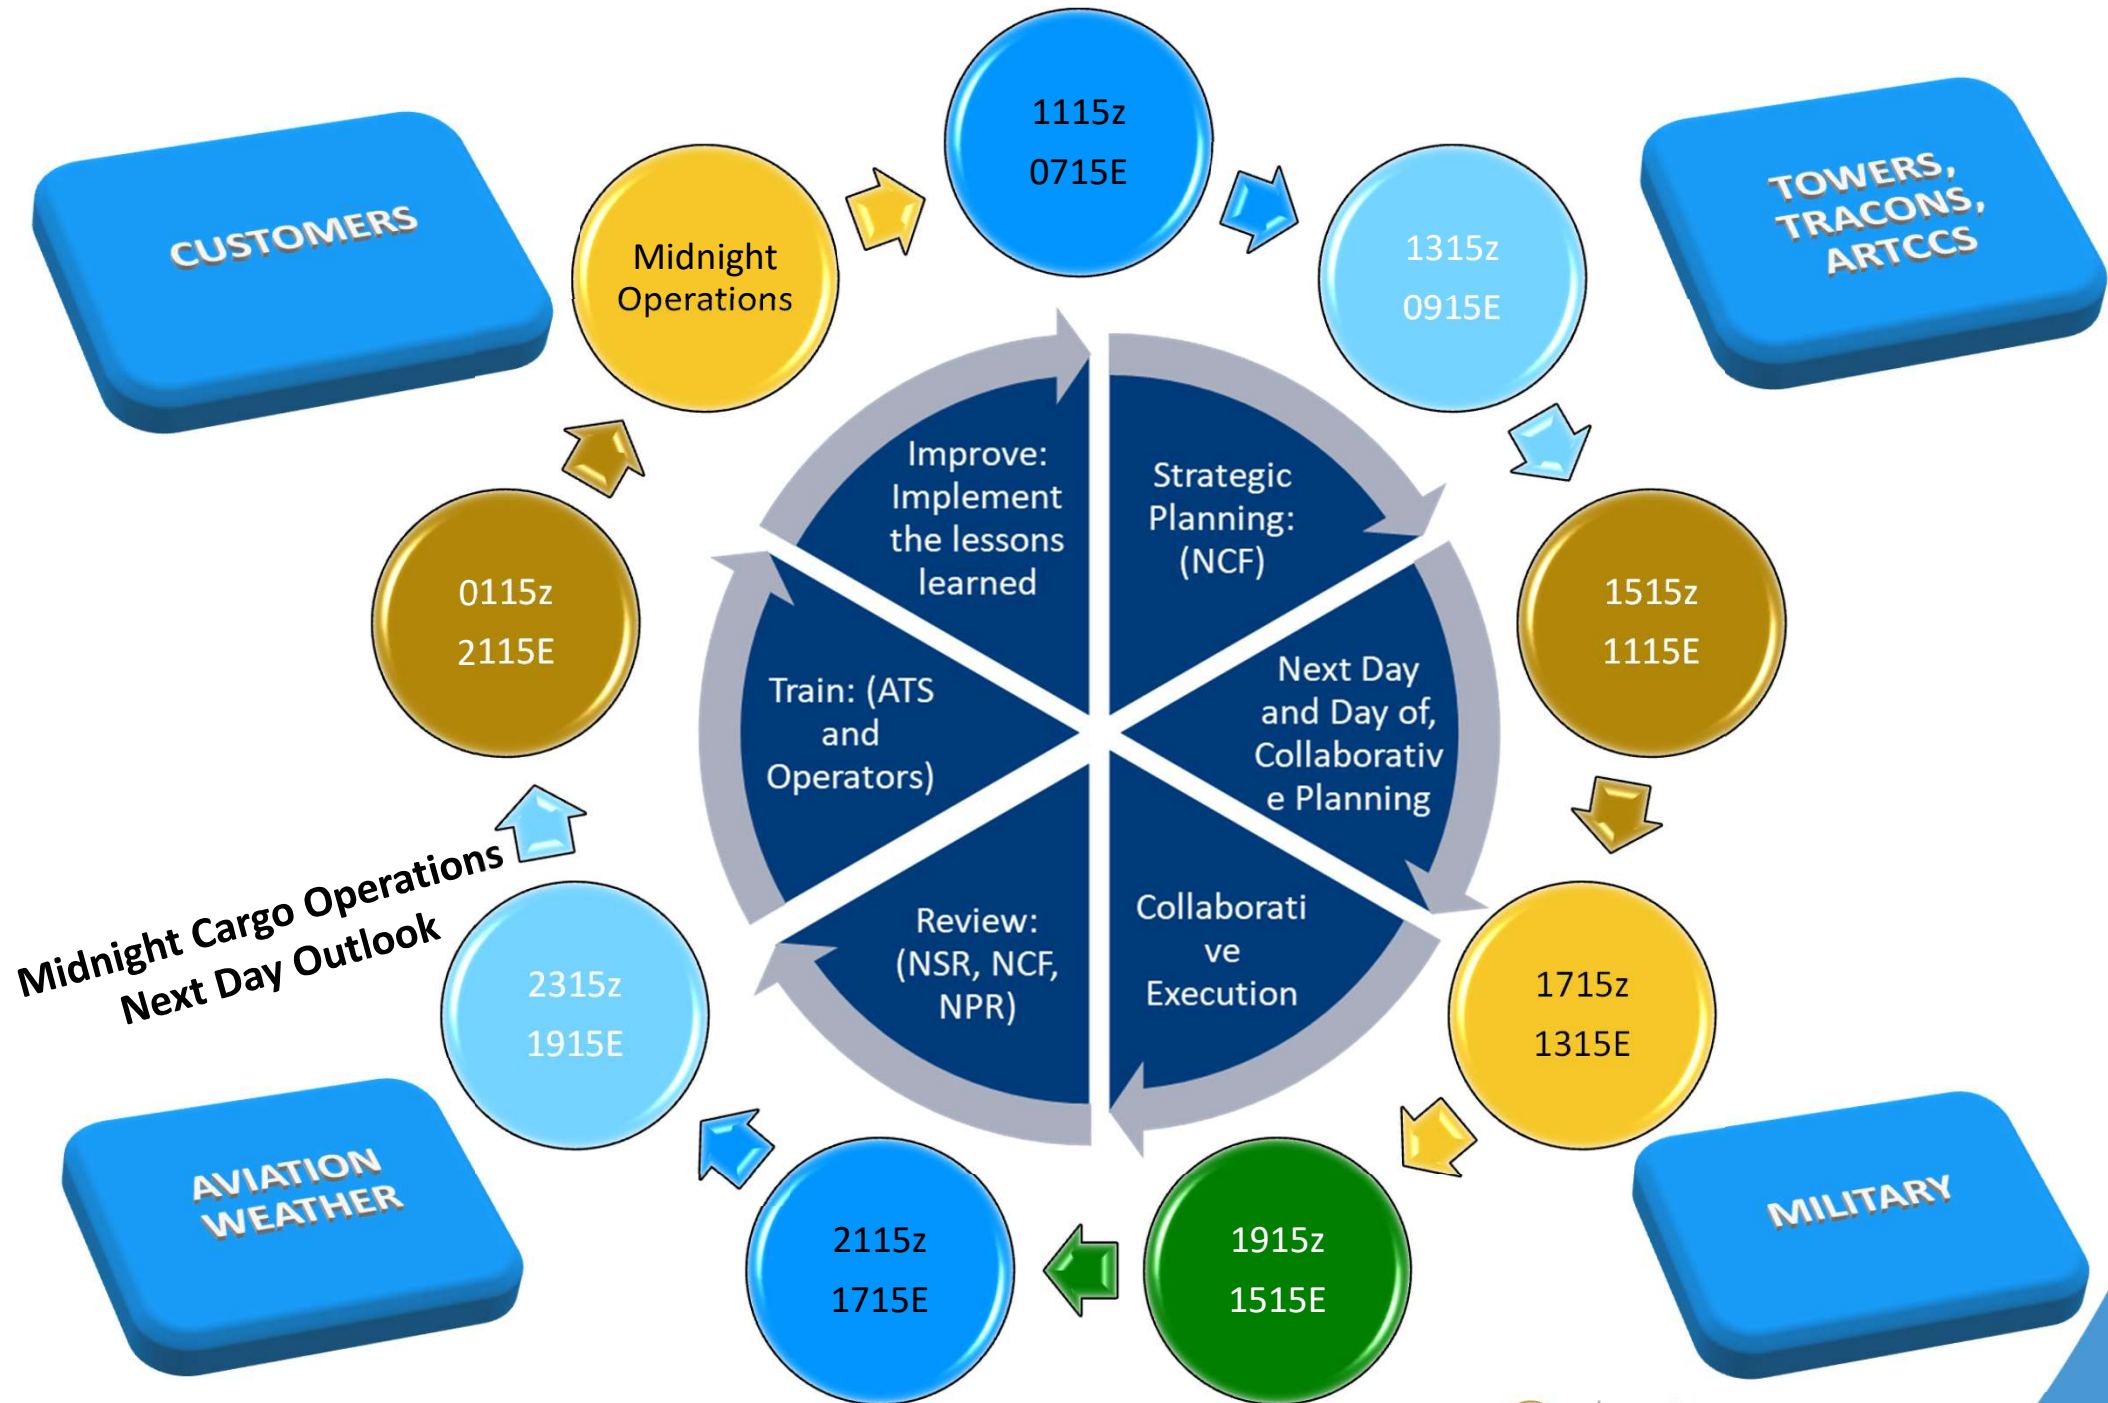 CUSTOMERS
TOWERS,
TRACONS,
ARTCCS
1115z
0715E
1315z
0915E
1515z
1115E
1715z
1315E
1915z
1515E
2115z
1715E
2315z
1915E
0115z
2115E
Midnight
Operations
Strategic
Planning:
(NCF)
Next Day
and Day of,
Collaborativ
e Planning
Collaborati
ve
Execution
Review:
(NSR, NCF,
NPR)
Train: (ATS
and
Operators)
Improve:
Implement
the lessons
learned
Midnight Cargo Operations
Next Day Outlook
AVIATION
WEATHER
MILITARY